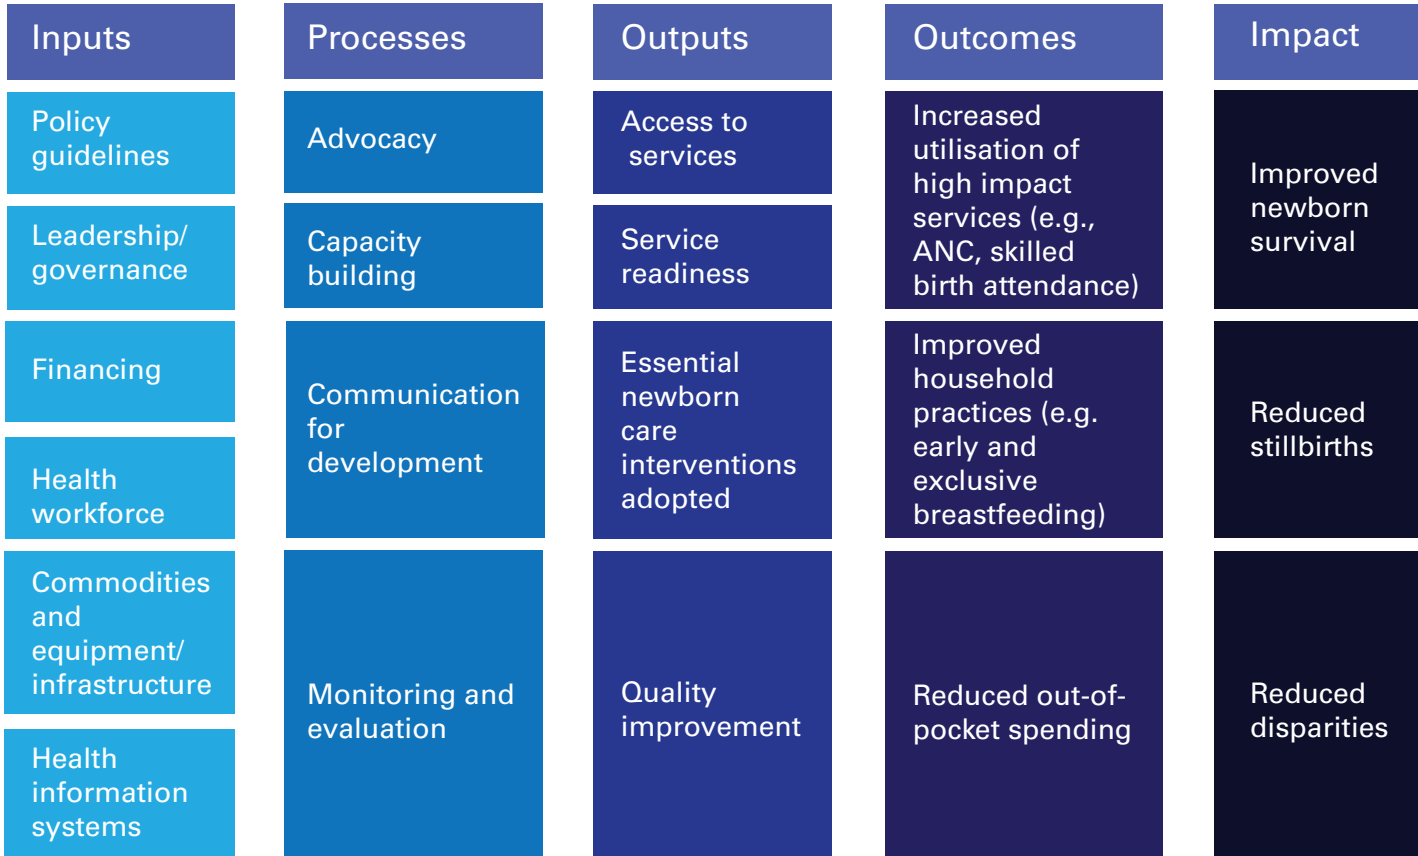 Inputs
Policy
guidelines
Leadership/
governance
Financing
Health
workforce
Commodities
and
equipment/
infrastructure
Health
information
systems
Processes
Advocacy
Capacity
building
Communication
for
development
Monitoring and
evaluation
Outputs
Access to
services
Service
readiness
Essential
newborn
care
interventions
adopted
Quality
improvement
Outcomes
Increased
utilisation of
high impact
services (e.g.,
ANC, skilled
birth attendance)
Improved
household
practices (e.g.
early and
exclusive
breastfeeding)
Reduced out-of-
pocket spending
Impact
Improved
newborn
survival
Reduced
stillbirths
Reduced
disparities